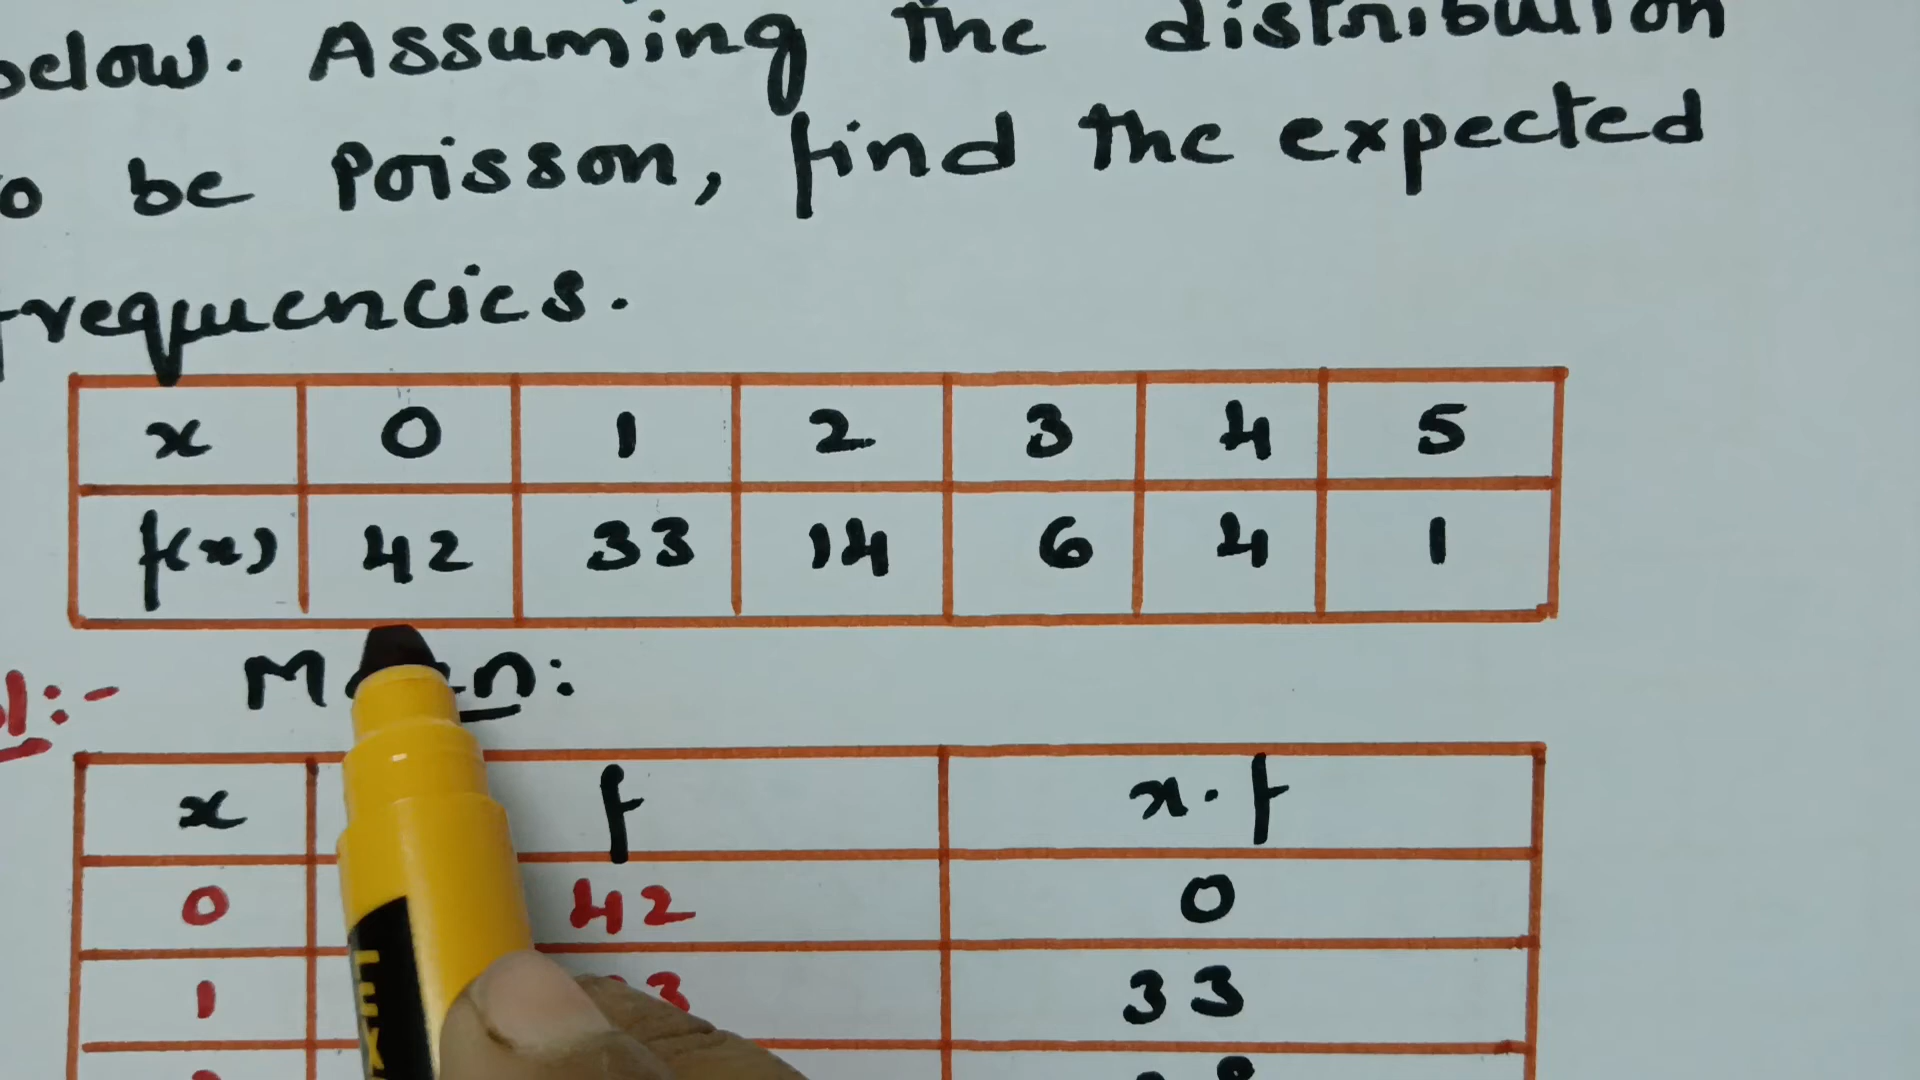 below. Assuming the distribution
to be Poisson, find the expected
frequencies.
x 0 1 2 3 4 5
f(x) 42 33 14 6 4 1
:- Mean:
x f x.f
0 42 0
1 33